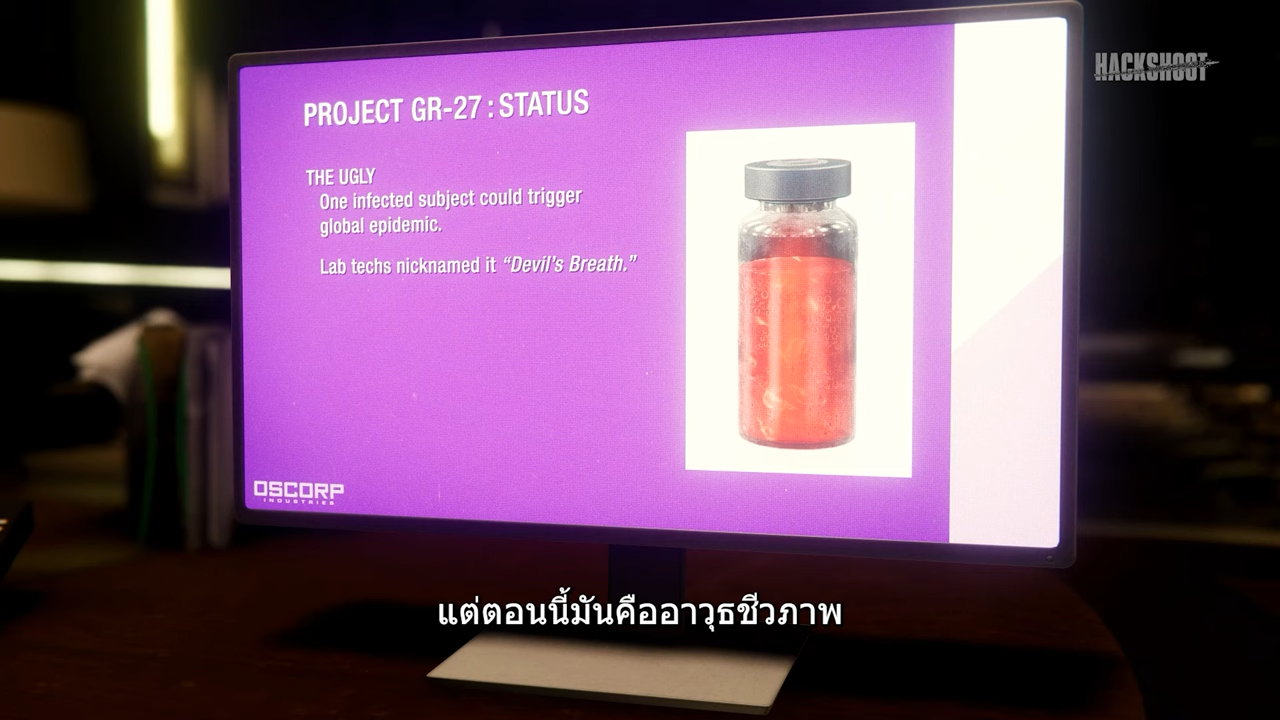 HACKSHOOT
PROJECT GR-27 : STATUS
THE UGLY
One infected subject could trigger
global epidemic.
Lab techs nicknamed it “Devil’s Breath.”
OSCORP
INDUSTRIES
แต่ตอนนี้มันคืออาวุธชีวภาพ